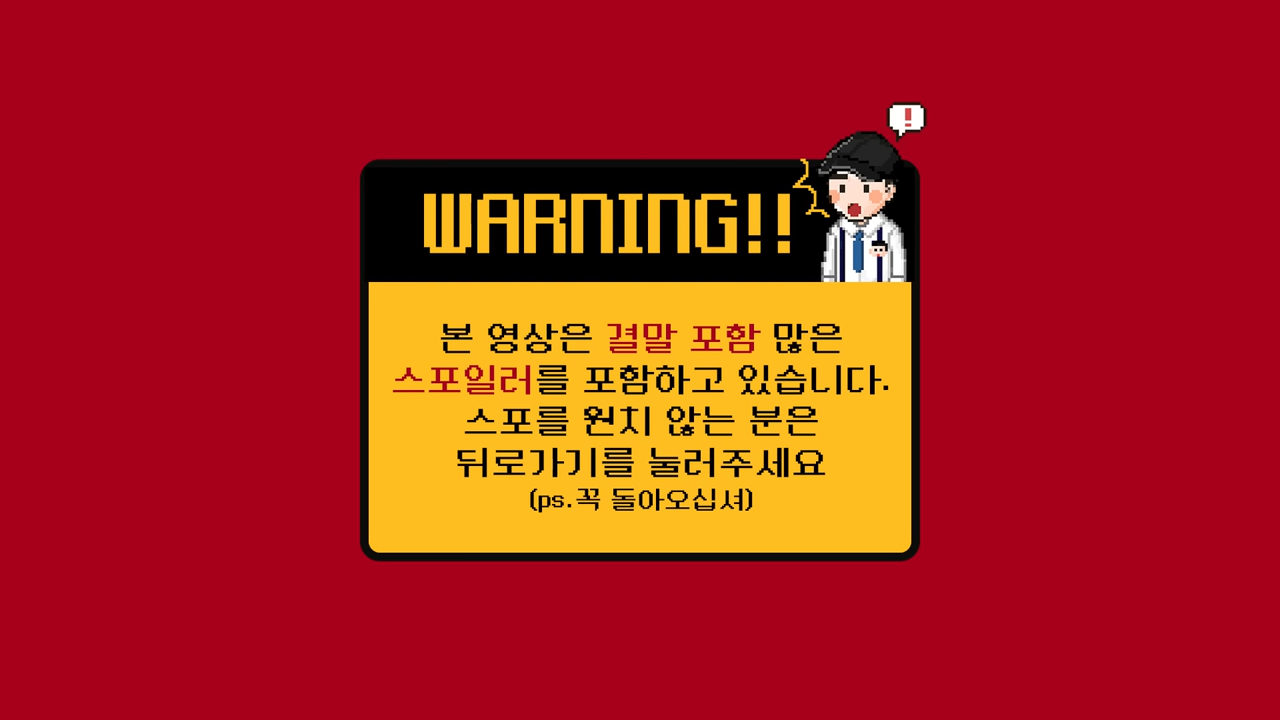 !
WARNING!!
본 영상은 결말 포함 많은
스포일러를 포함하고 있습니다.
스포를 원치 않는 분은
뒤로가기를 눌러주세요
(ps.꼭 돌아오십셔)